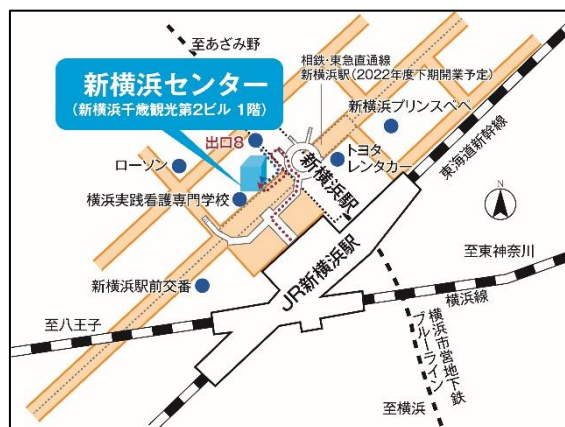 至あざみ野
相鉄・東急直通線
新横浜駅(2022年度下期開業予定)
新横浜センター
(新横浜千歳観光第2ビル 1階)
新横浜プリンスペペ
出口8
ローソン
トヨタ
レンタカー
新横浜駅
東海道新幹線
横浜実践看護専門学校
N
JR新横浜駅
至東神奈川
新横浜駅前交番
横浜線
至八王子
横浜市営地下鉄
ブルーライン
至横浜